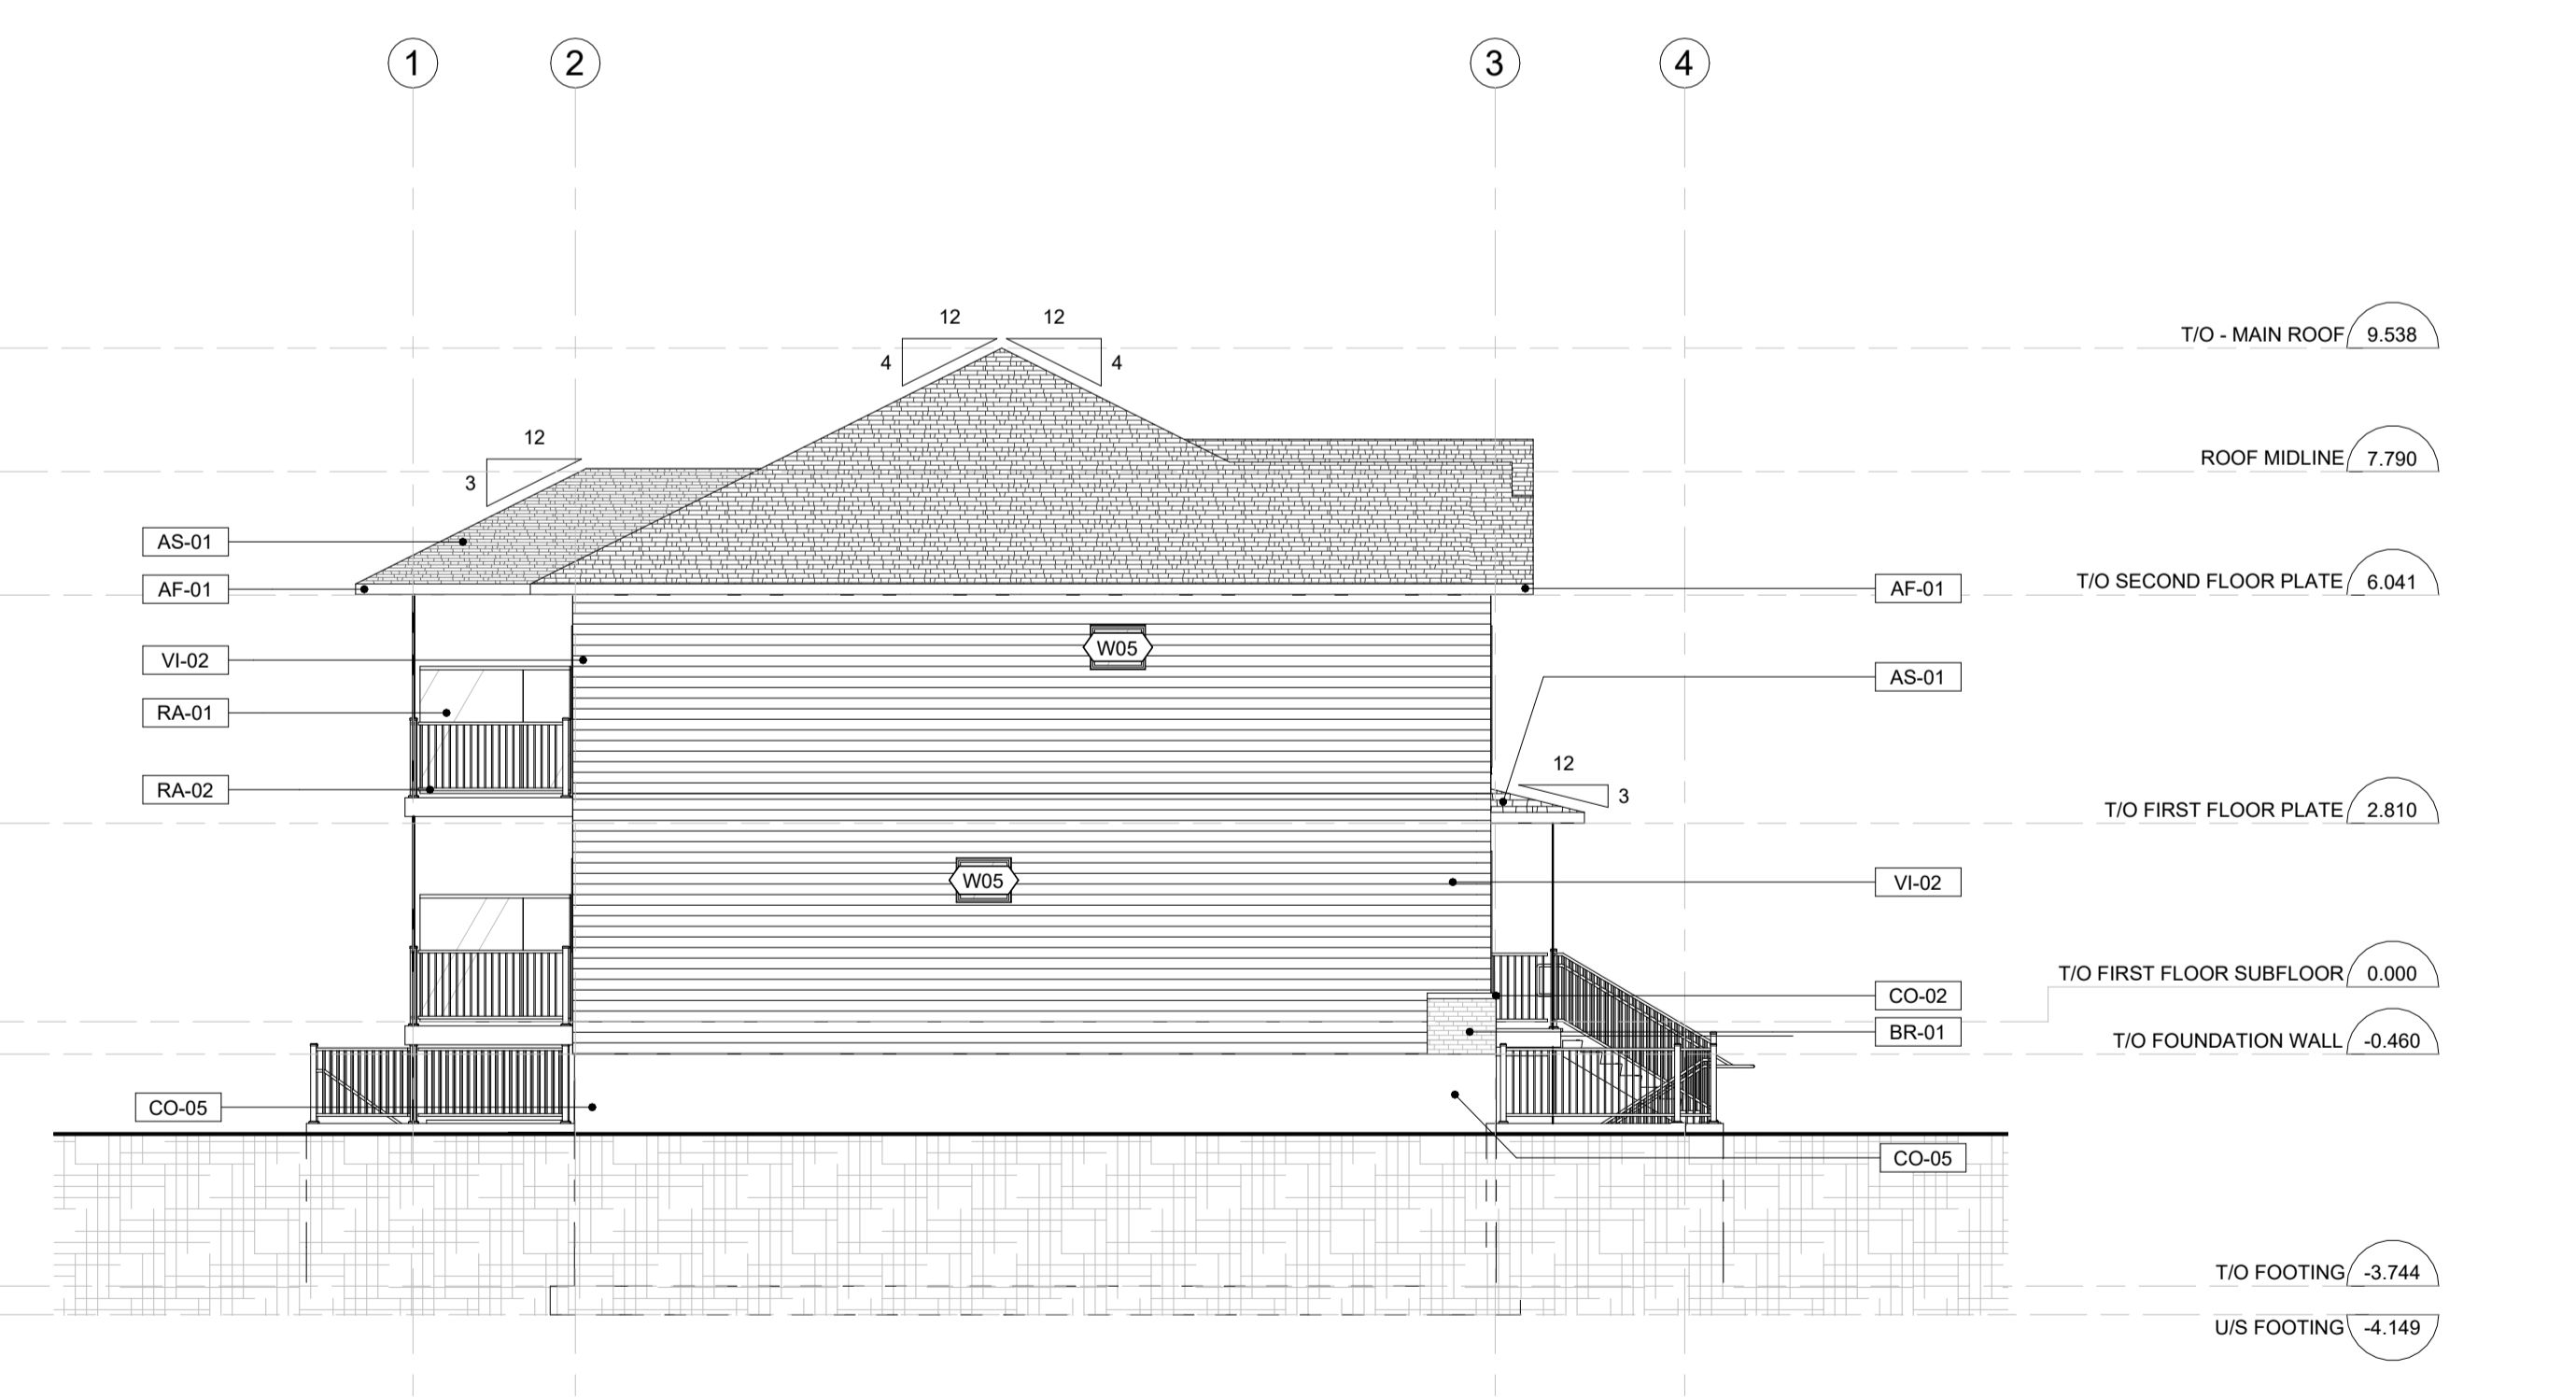 1
2
3
4
12
12
4
4
T/O - MAIN ROOF 9.538
12
3
ROOF MIDLINE 7.790
AS-01
AF-01
AF-01
T/O SECOND FLOOR PLATE 6.041
VI-02
W05
AS-01
RA-01
RA-02
12
3
T/O FIRST FLOOR PLATE 2.810
W05
VI-02
T/O FIRST FLOOR SUBFLOOR 0.000
CO-02
BR-01
T/O FOUNDATION WALL -0.460
CO-05
CO-05
T/O FOOTING -3.744
U/S FOOTING -4.149